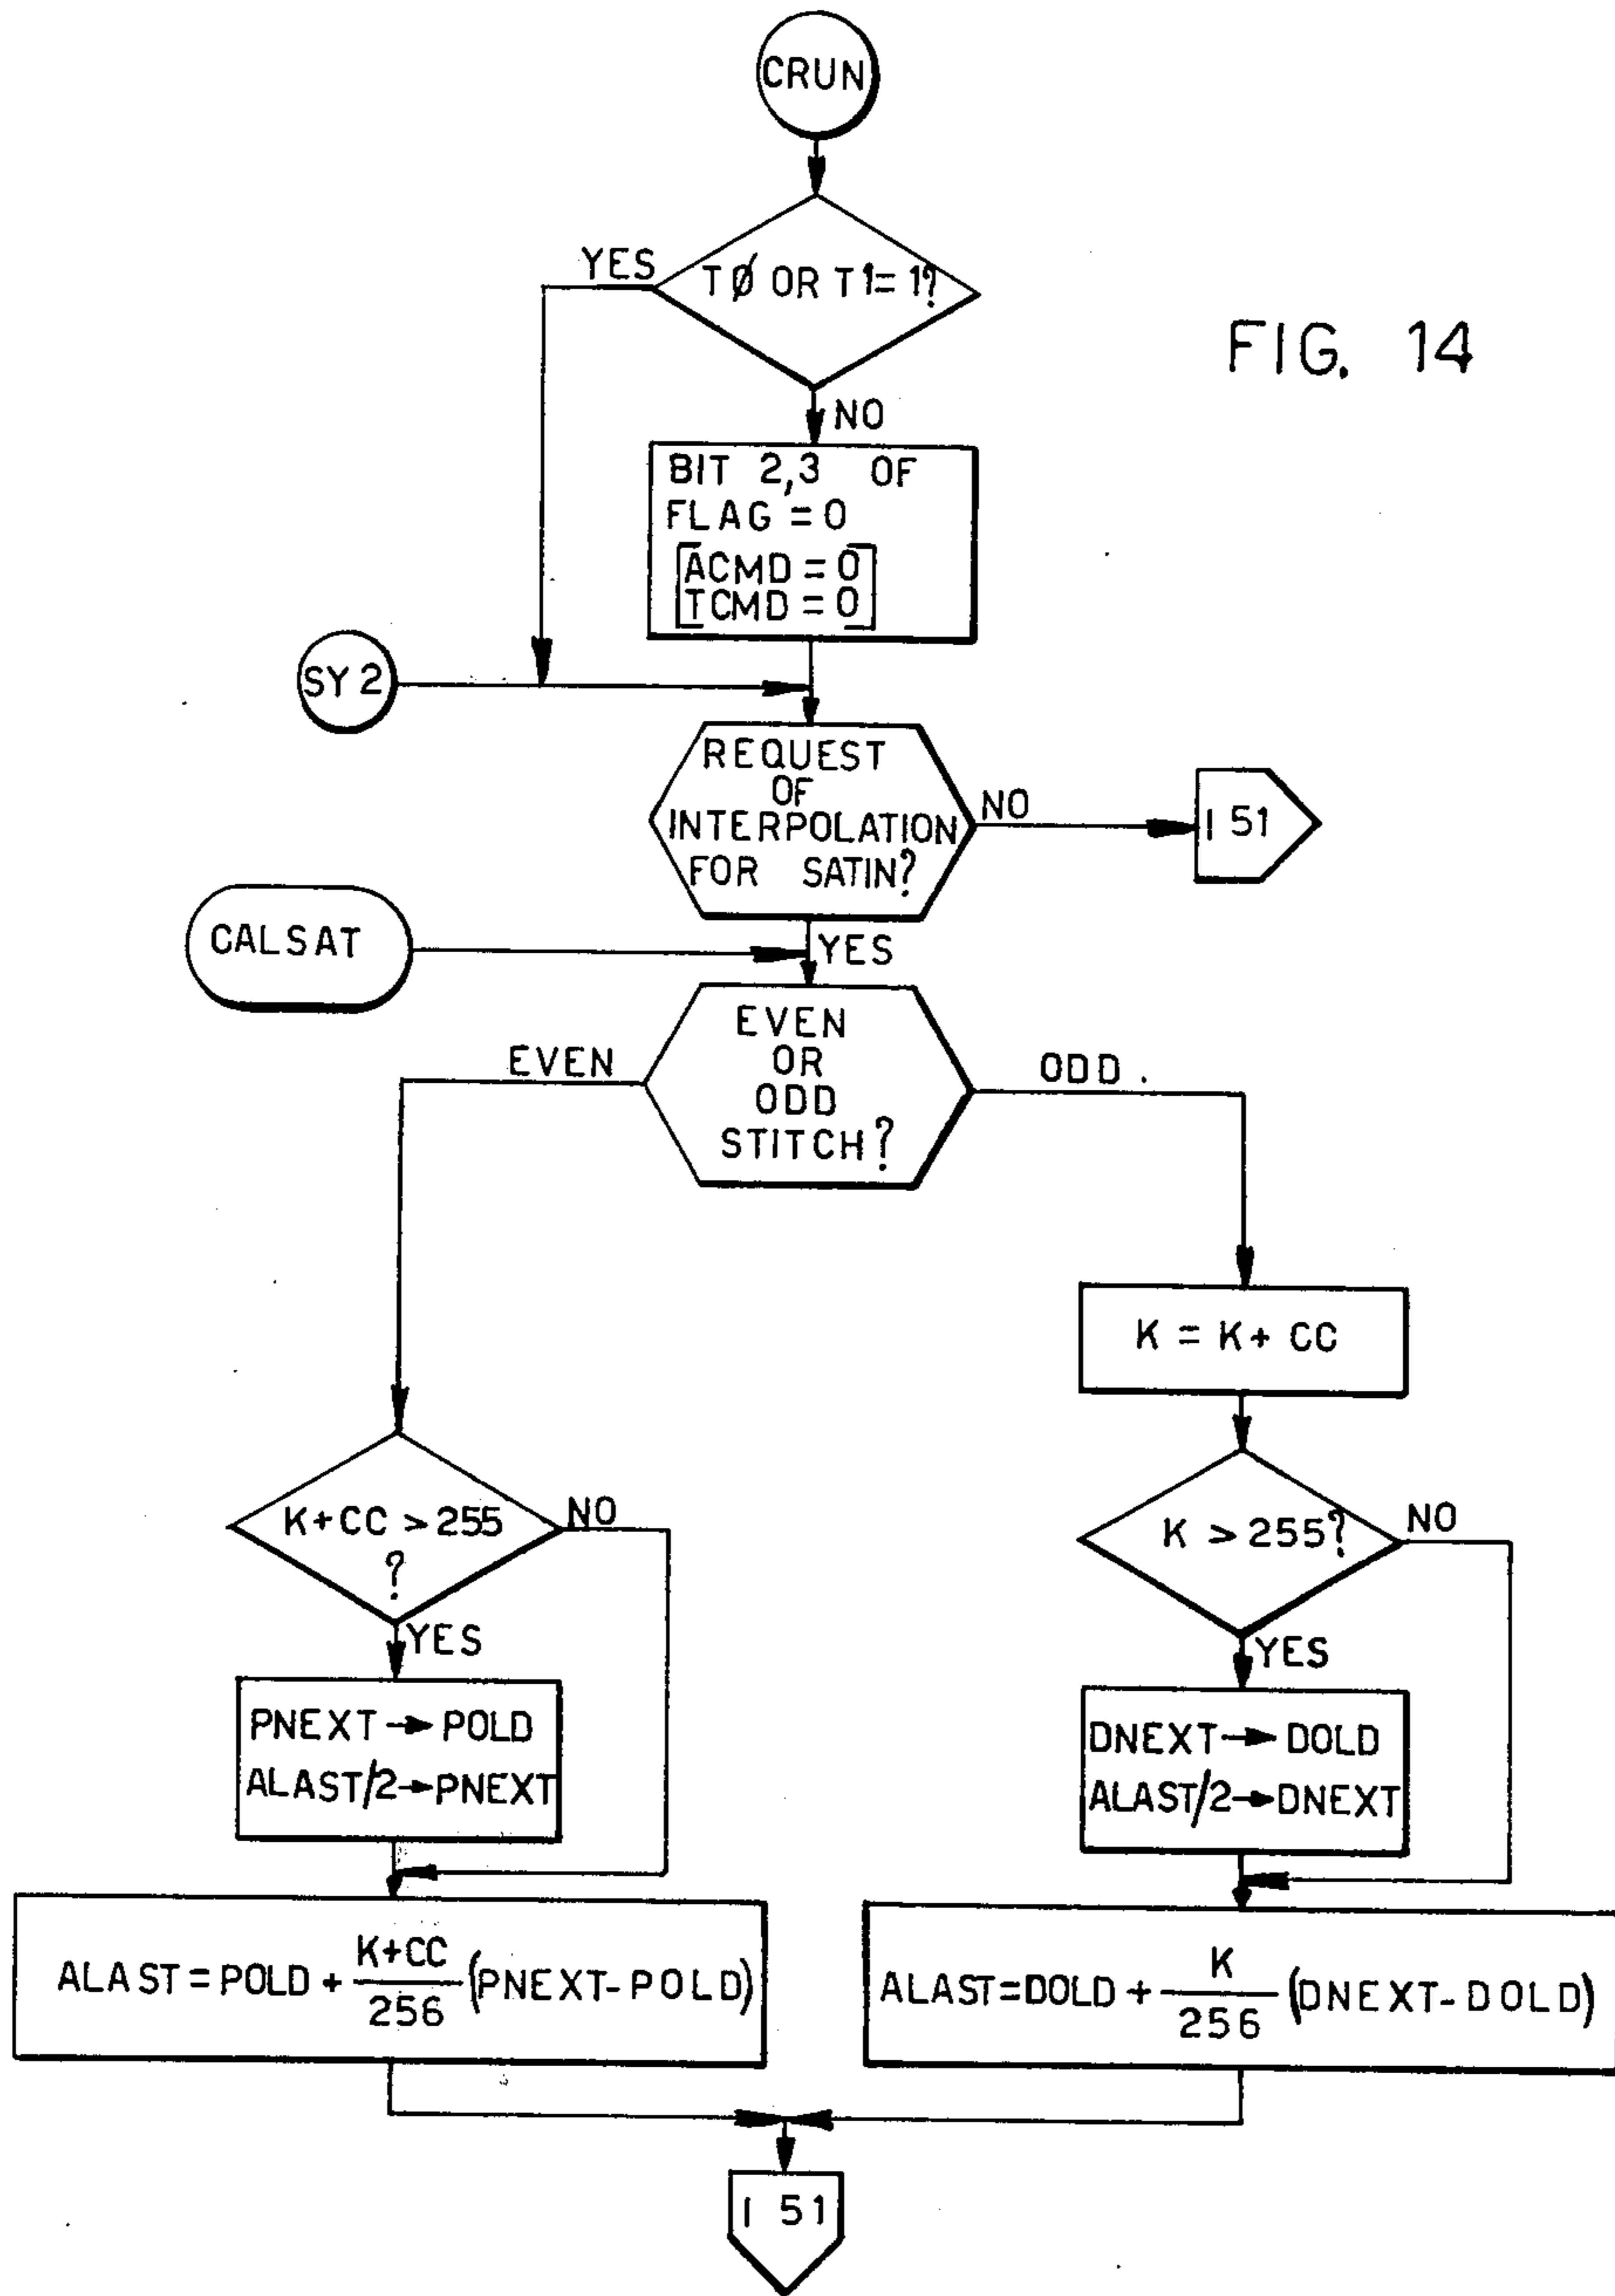 CRUN
YES
TØ OR T1=1?
FIG. 14
NO
BIT 2,3 OF
FLAG = 0
[ACMD = 0]
[TCMD = 0]
SY2
REQUEST
OF
INTERPOLATION
FOR SATIN?
NO
I 51
CALSAT
YES
EVEN
OR
ODD
STITCH?
EVEN
ODD
K = K + CC
K+CC > 255
?
NO
K > 255?
NO
YES
YES
PNEXT → POLD
ALAST/2 → PNEXT
DNEXT → DOLD
ALAST/2 → DNEXT
ALAST = POLD + K+CC/256 (PNEXT-POLD)
ALAST = DOLD + K/256 (DNEXT-DOLD)
I 51